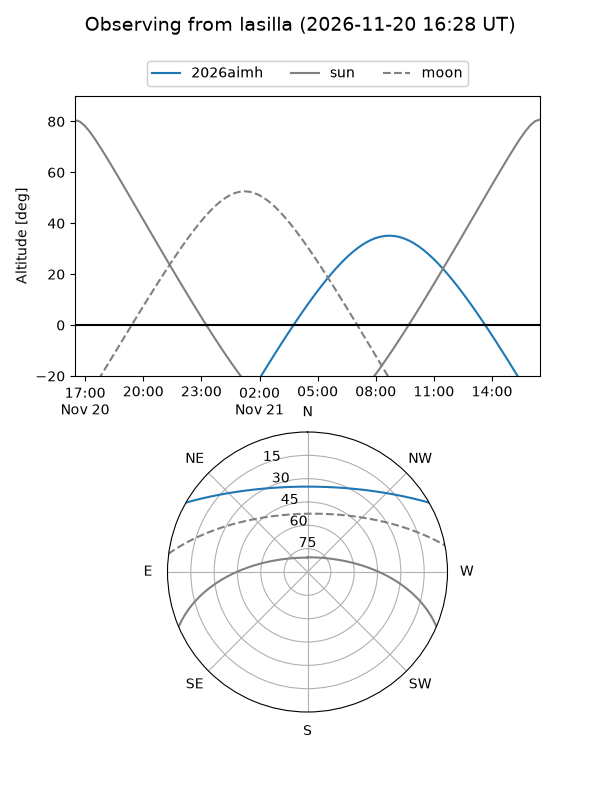 Observing from lasilla (2026-11-20 16:28 UT)
2026aimh sun moon
80
60
40
20
0
−20
Altitude [deg]
17:00 20:00 23:00 02:00 05:00 08:00 11:00 14:00
Nov 20 Nov 21
N
NE NW
15
30
45
60
75
E W
SE SW
S